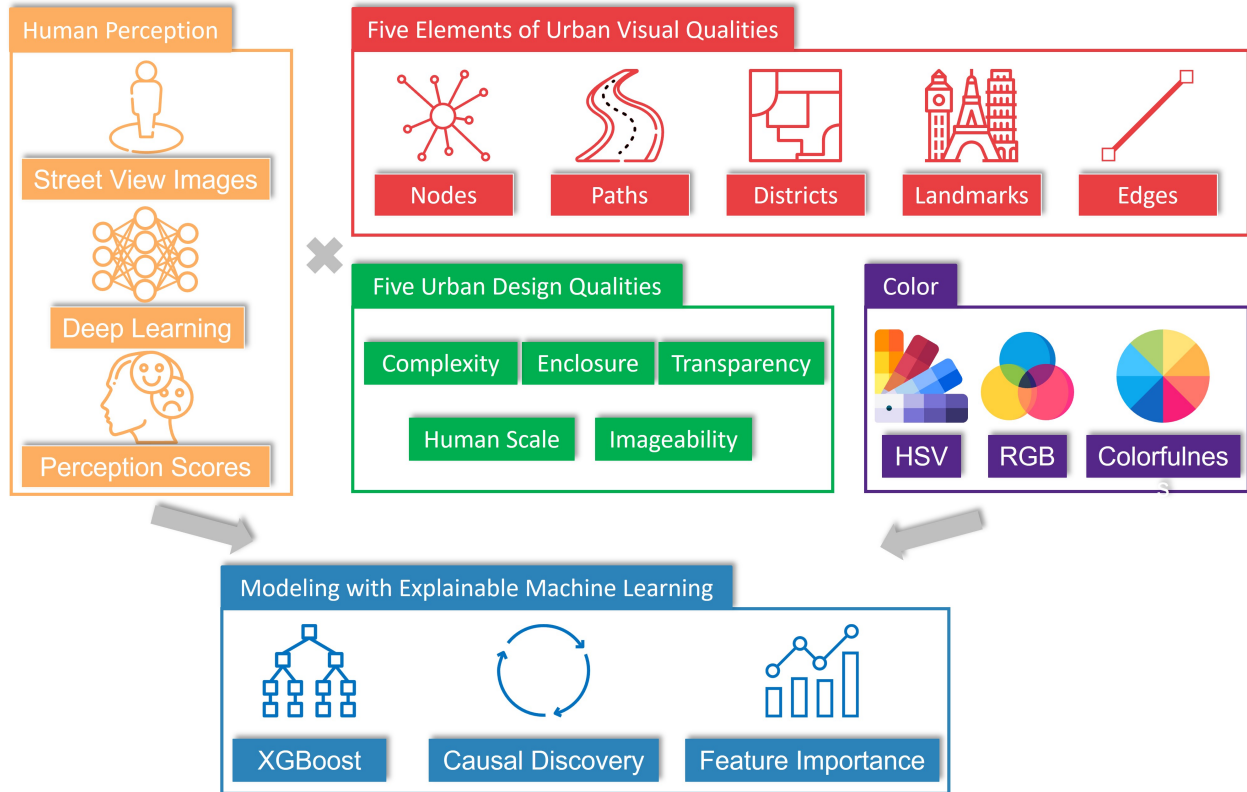 Human Perception
Street View Images
Deep Learning
Perception Scores
Five Elements of Urban Visual Qualities
Nodes
Paths
Districts
Landmarks
Edges
Five Urban Design Qualities
Complexity
Enclosure
Transparency
Human Scale
Imageability
Color
HSV
RGB
Colorfulnes
s
Modeling with Explainable Machine Learning
XGBoost
Causal Discovery
Feature Importance